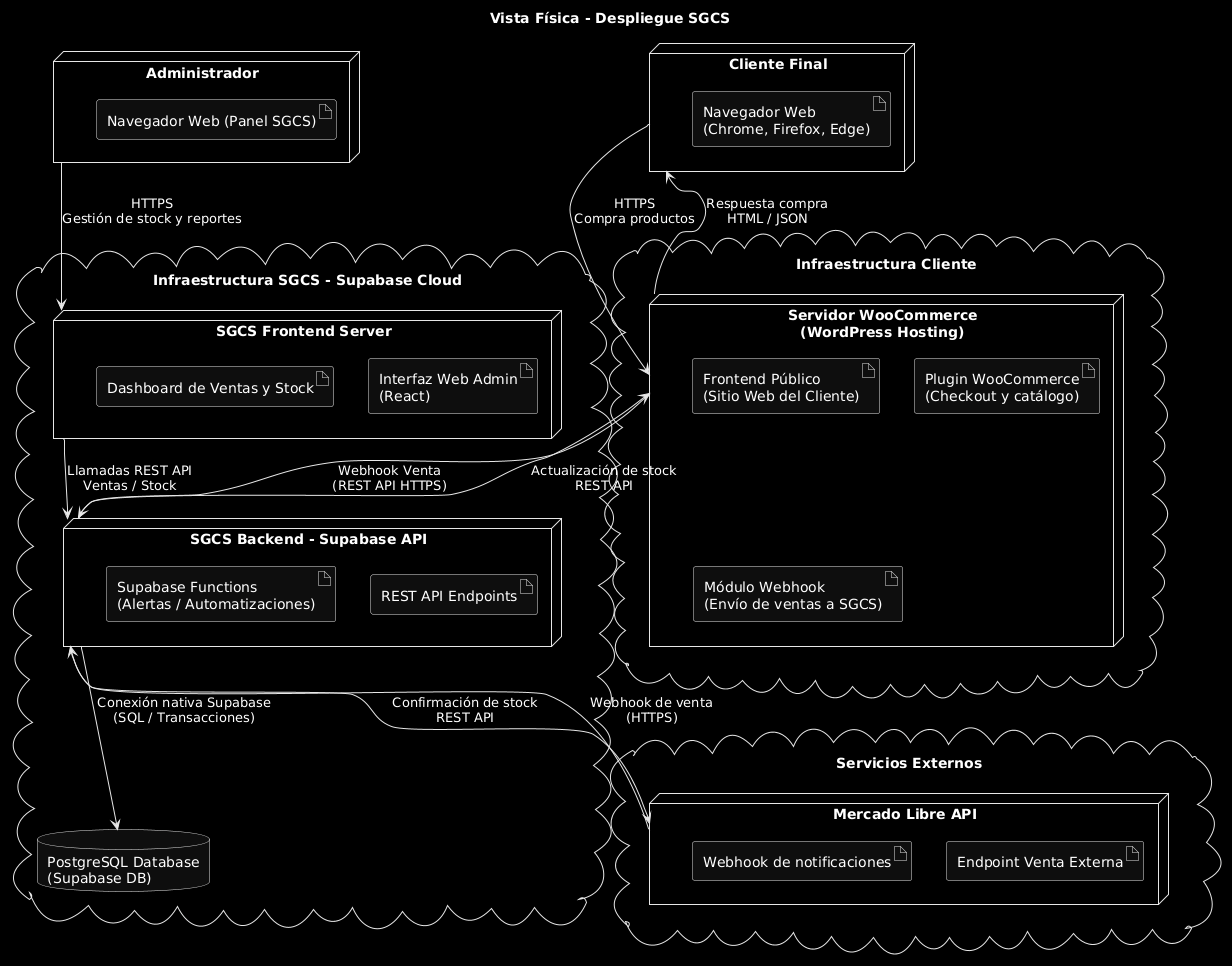 Vista Física - Despliegue SGCS
Administrador
Navegador Web (Panel SGCS)
Cliente Final
Navegador Web
(Chrome, Firefox, Edge)
HTTPS
Gestión de stock y reportes
HTTPS
Compra productos
Respuesta compra
HTML / JSON
Infraestructura SGCS - Supabase Cloud
SGCS Frontend Server
Dashboard de Ventas y Stock
Interfaz Web Admin
(React)
Infraestructura Cliente
Servidor WooCommerce
(WordPress Hosting)
Frontend Público
(Sitio Web del Cliente)
Plugin WooCommerce
(Checkout y catálogo)
Llamadas REST API
Ventas / Stock
Webhook Venta
(REST API HTTPS)
Actualización de stock
REST API
SGCS Backend - Supabase API
Supabase Functions
(Alertas / Automatizaciones)
REST API Endpoints
Módulo Webhook
(Envío de ventas a SGCS)
Conexión nativa Supabase
(SQL / Transacciones)
Confirmación de stock
REST API
Webhook de venta
(HTTPS)
Servicios Externos
Mercado Libre API
Webhook de notificaciones
Endpoint Venta Externa
PostgreSQL Database
(Supabase DB)